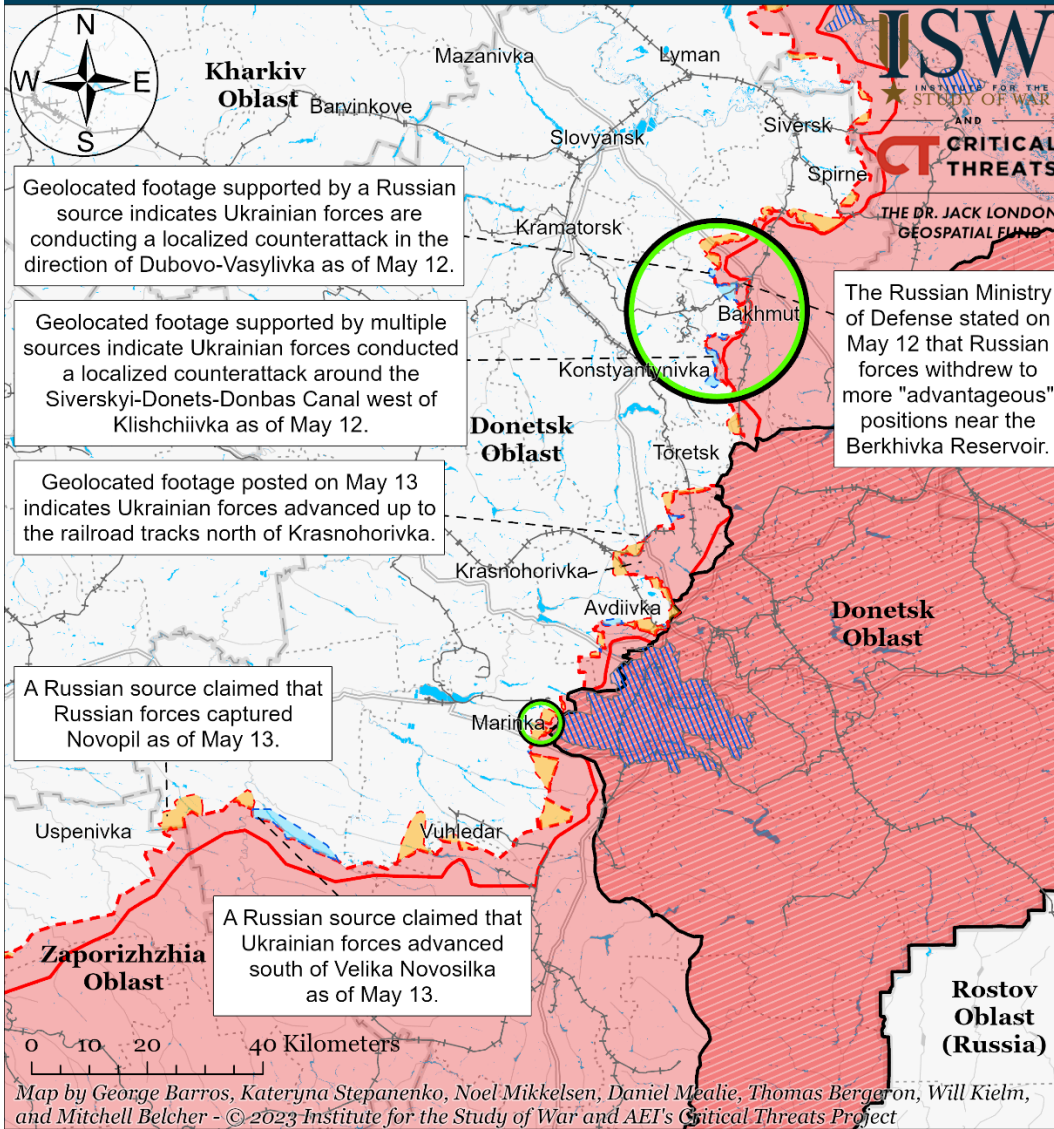 N
W
E
S
ISW
INSTITUTE FOR THE
STUDY OF WAR
AND
CT CRITICAL
THREATS
THE DR. JACK LONDON
GEOSPATIAL FUND
Kharkiv
Oblast
Mazanivka
Lyman
Barvinkove
Slovyansk
Siversk
Spirne
Geolocated footage supported by a Russian
source indicates Ukrainian forces are
conducting a localized counterattack in the
direction of Dubovo-Vasylivka as of May 12.
Kramatorsk
Bakhmut
The Russian Ministry
of Defense stated on
May 12 that Russian
forces withdrew to
more "advantageous"
positions near the
Berkhivka Reservoir.
Geolocated footage supported by multiple
sources indicate Ukrainian forces conducted
a localized counterattack around the
Siverskyi-Donets-Donbas Canal west of
Klishchiivka as of May 12.
Konstyantynivka
Donetsk
Oblast
Toretsk
Geolocated footage posted on May 13
indicates Ukrainian forces advanced up to
the railroad tracks north of Krasnohorivka.
Krasnohorivka
Avdiivka
Donetsk
Oblast
A Russian source claimed that
Russian forces captured
Novopil as of May 13.
Marinka
Uspenivka
Vuhledar
A Russian source claimed that
Ukrainian forces advanced
south of Velika Novosilka
as of May 13.
Zaporizhzhia
Oblast
Rostov
Oblast
(Russia)
0 10 20 40 Kilometers
Map by George Barros, Kateryna Stepanenko, Noel Mikkelsen, Daniel Mealie, Thomas Bergeron, Will Kielm,
and Mitchell Belcher - © 2023 Institute for the Study of War and AEI's Critical Threats Project